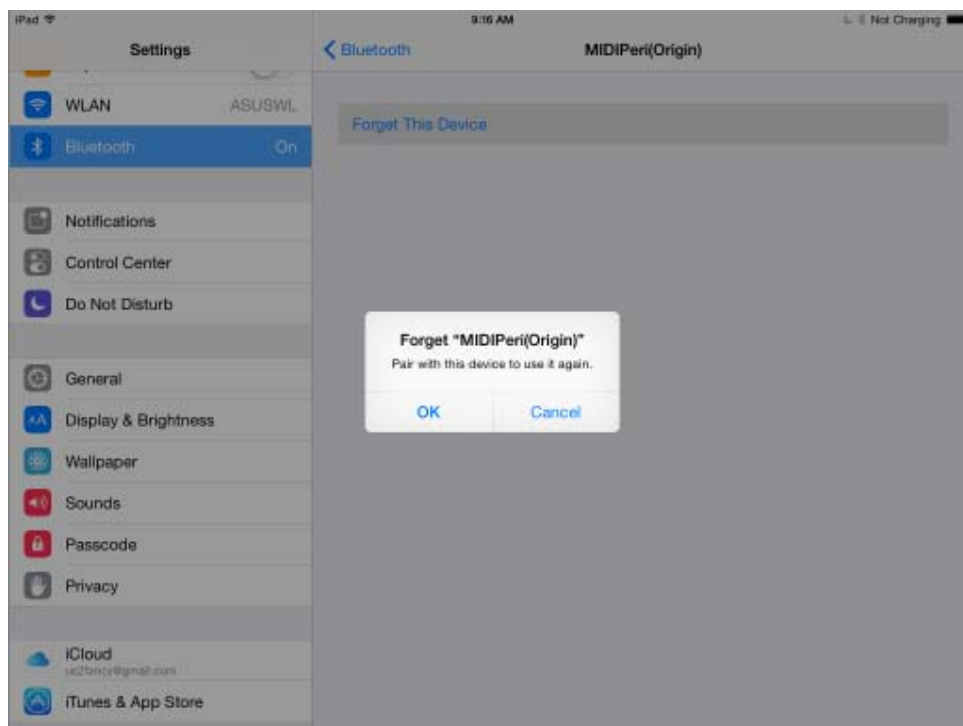 iPad
9:16 AM
Not Charging
Settings
Bluetooth
MIDIPeri(Origin)
WLAN
ASUSWL
Forget This Device
Bluetooth
On
Notifications
Control Center
Do Not Disturb
Forget “MIDIPeri(Origin)”
Pair with this device to use it again.
OK
Cancel
General
Display & Brightness
Wallpaper
Sounds
Passcode
Privacy
iCloud
iTunes & App Store